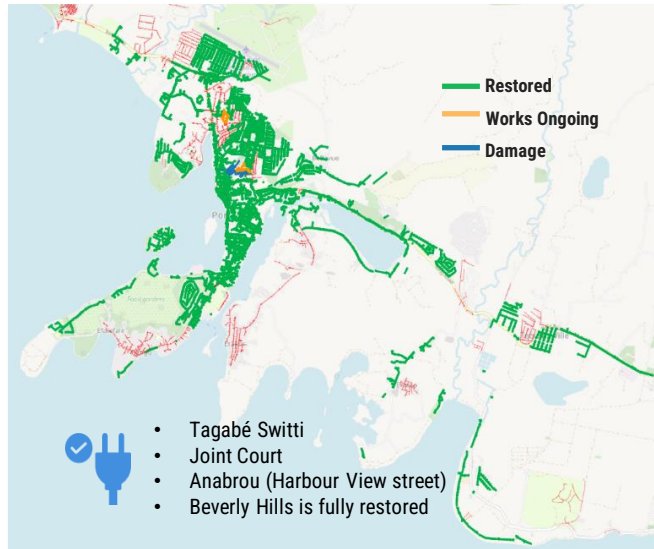 Restored
Works Ongoing
Damage
• Tagabé Switti
• Joint Court
• Anabrou (Harbour View street)
• Beverly Hills is fully restored